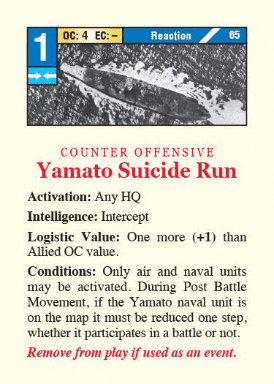 1
OC: 4 EC: – Reaction 65
COUNTER OFFENSIVE
Yamato Suicide Run
Activation: Any HQ
Intelligence: Intercept
Logistic Value: One more (+1) than
Allied OC value.
Conditions: Only air and naval units
may be activated. During Post Battle
Movement, if the Yamato naval unit is
on the map it must be reduced one step,
whether it participates in a battle or not.
Remove from play if used as an event.